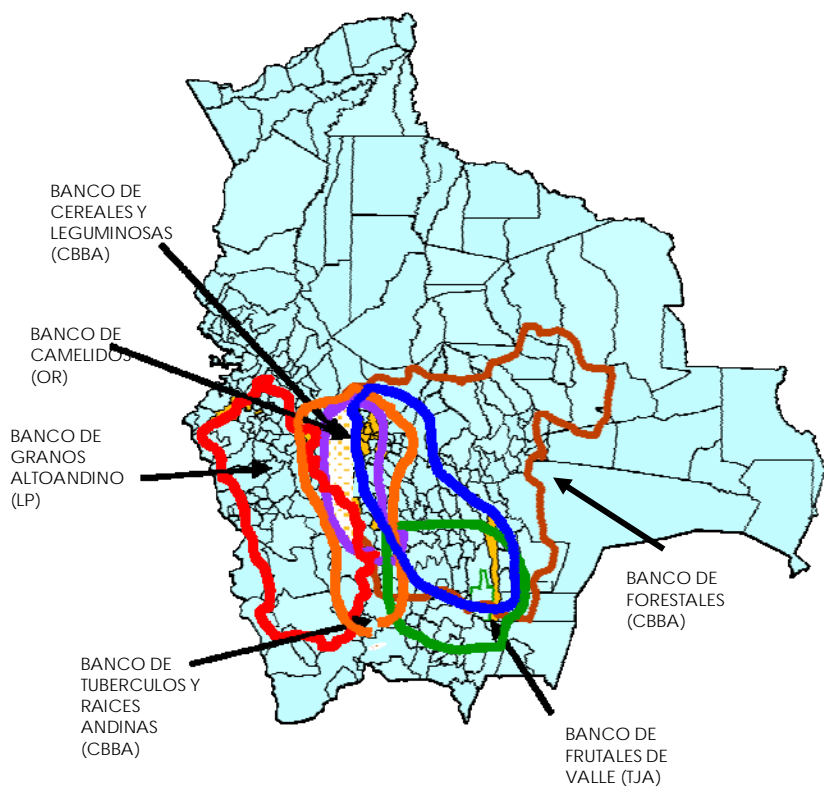 BANCO DE
CEREALES Y
LEGUMINOSAS
(CBBA)
BANCO DE
CAMELIDOS
(OR)
BANCO DE
GRANOS
ALTOANDINO
(LP)
BANCO DE
TUBERCULOS Y
RAICES
ANDINAS
(CBBA)
BANCO DE
FORESTALES
(CBBA)
BANCO DE
FRUTALES DE
VALLE (TJA)